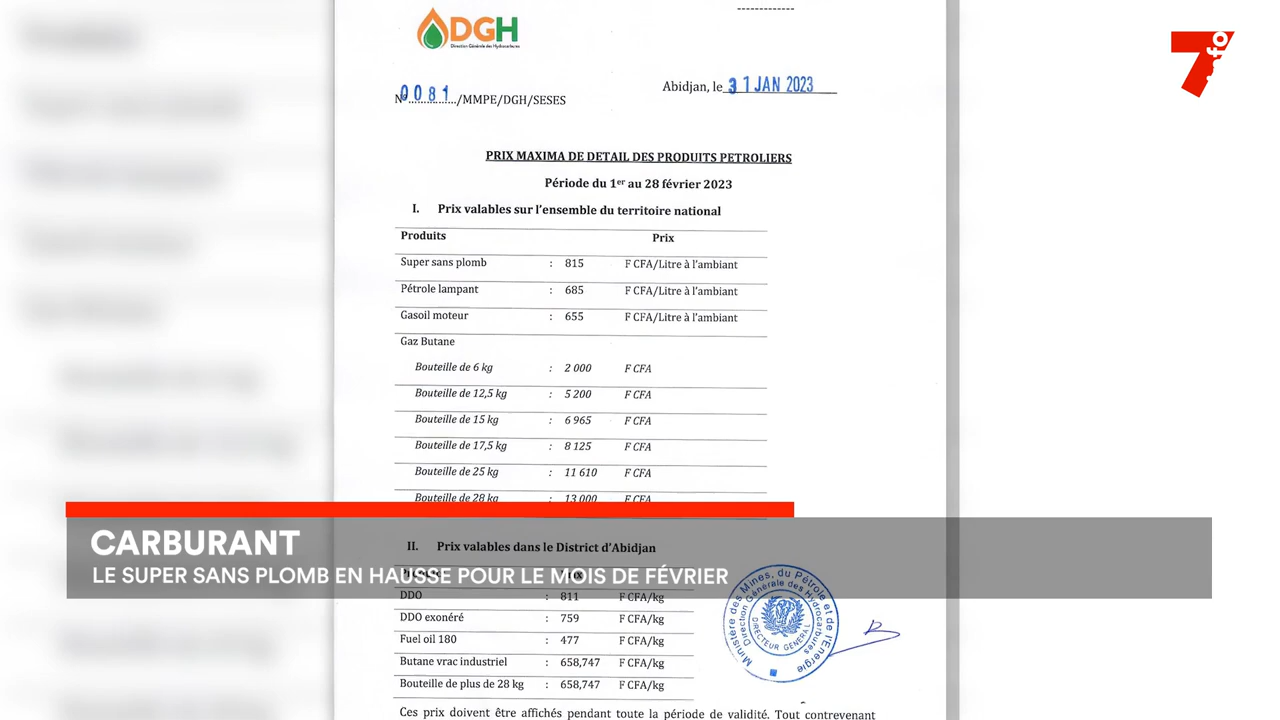 DGH
Direction Générale des Hydrocarbures
7info
Abidjan, le 31 JAN 2023
N° 0081 /MMPE/DGH/SESES
PRIX MAXIMA DE DETAIL DES PRODUITS PETROLIERS
Période du 1er au 28 février 2023
I. Prix valables sur l'ensemble du territoire national
Produits Prix
Super sans plomb : 815 F CFA/Litre à l'ambiant
Pétrole lampant : 685 F CFA/Litre à l'ambiant
Gasoil moteur : 655 F CFA/Litre à l'ambiant
Gaz Butane
Bouteille de 6 kg : 2 000 F CFA
Bouteille de 12,5 kg : 5 200 F CFA
Bouteille de 15 kg : 6 965 F CFA
Bouteille de 17,5 kg : 8 125 F CFA
Bouteille de 25 kg : 11 610 F CFA
Bouteille de 28 kg : 13 000 F CFA
CARBURANT
II. Prix valables dans le District d'Abidjan
LE SUPER SANS PLOMB EN HAUSSE POUR LE MOIS DE FÉVRIER
DDO : 811 F CFA/kg
DDO exonéré : 759 F CFA/kg
Fuel oil 180 : 477 F CFA/kg
Butane vrac industriel : 658,747 F CFA/kg
Bouteille de plus de 28 kg : 658,747 F CFA/kg
Ministère des Mines, du Pétrole et de l'Energie
Direction Générale des Hydrocarbures
DIRECTEUR GENERAL
Ces prix doivent être affichés pendant toute la période de validité. Tout contrevenant